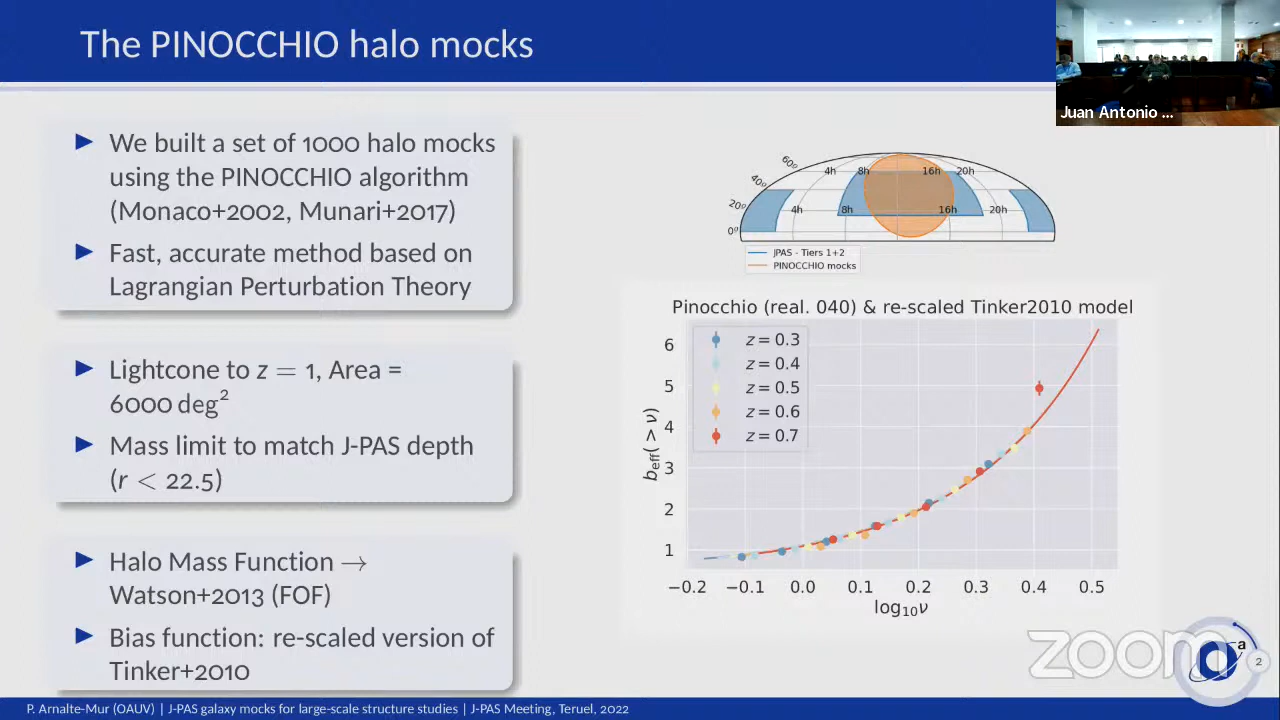 The PINOCCHIO halo mocks
Juan Antonio ...
► We built a set of 1000 halo mocks
using the PINOCCHIO algorithm
(Monaco+2002, Munari+2017)
► Fast, accurate method based on
Lagrangian Perturbation Theory
► Lightcone to z = 1, Area =
6000 deg²
► Mass limit to match J-PAS depth
(r < 22.5)
► Halo Mass Function →
Watson+2013 (FOF)
► Bias function: re-scaled version of
Tinker+2010
60º
4h 8h 16h 20h
40º
20º
4h 8h 16h 20h
0º
JPAS - Tiers 1+2
PINOCCHIO mocks
Pinocchio (real. 040) & re-scaled Tinker2010 model
z = 0.3
z = 0.4
z = 0.5
z = 0.6
z = 0.7
6
5
4
3
2
1
b_eff(> ν)
−0.2 −0.1 0.0 0.1 0.2 0.3 0.4 0.5
log₁₀ν
zoom
a
2
P. Arnalte-Mur (OAUV) | J-PAS galaxy mocks for large-scale structure studies | J-PAS Meeting, Teruel, 2022